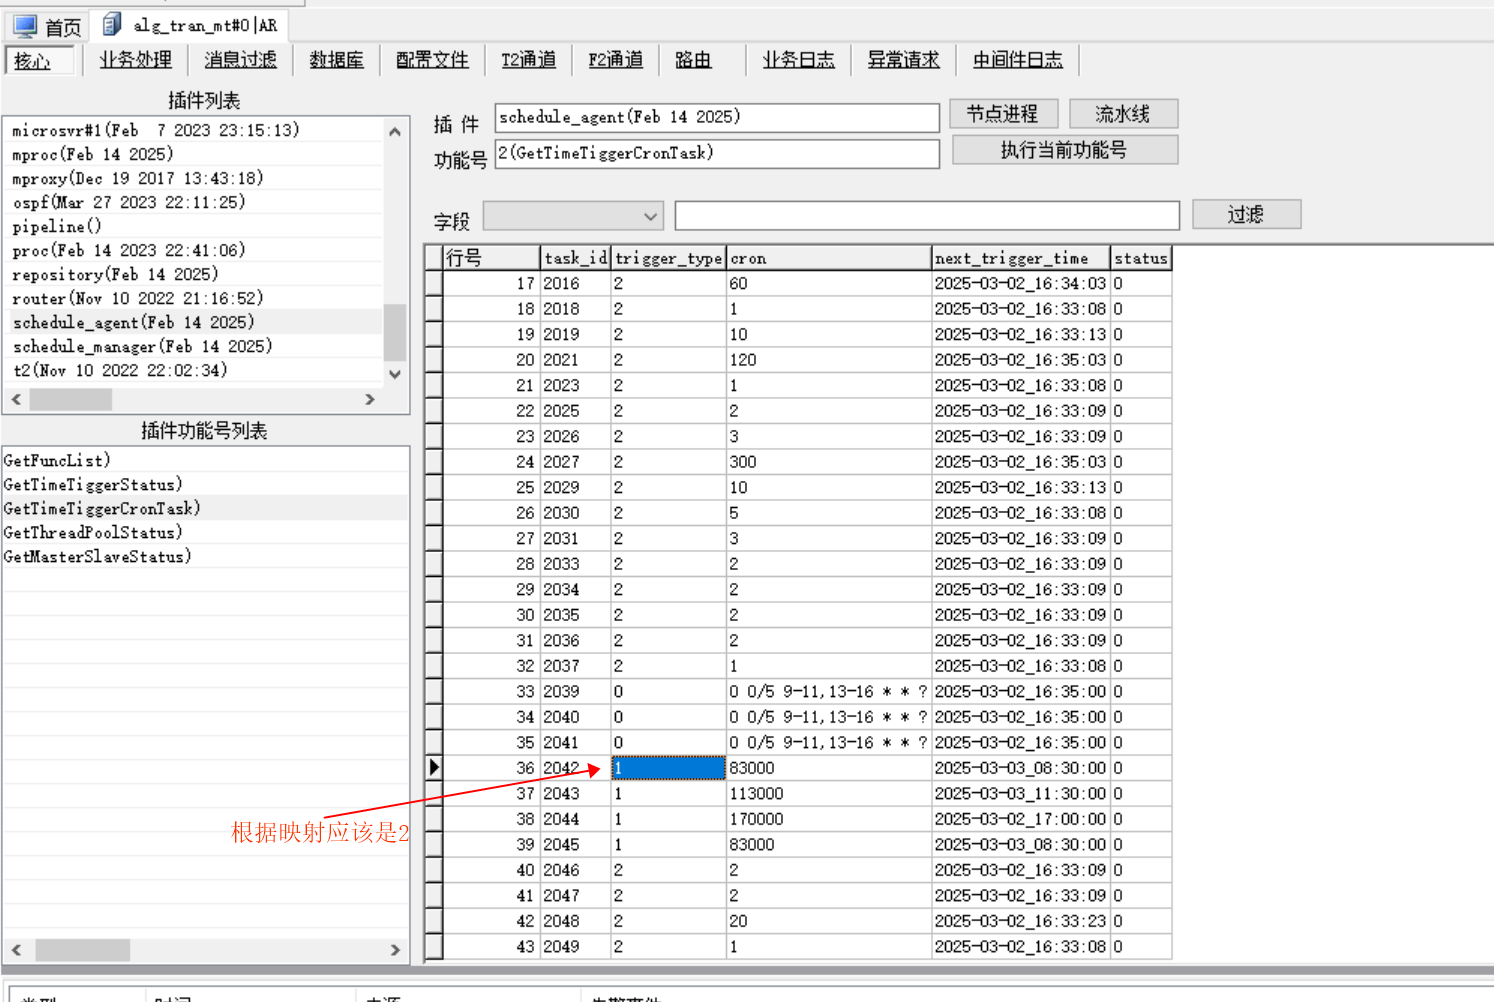 首页 alg_tran_mt#0|AR
核心 业务处理 消息过滤 数据库 配置文件 T2通道 F2通道 路由 业务日志 异常请求 中间件日志
插件列表
microsvr#1(Feb  7 2023 23:15:13)
mproc(Feb 14 2025)
mproxy(Dec 19 2017 13:43:18)
ospf(Mar 27 2023 22:11:25)
pipeline()
proc(Feb 14 2023 22:41:06)
repository(Feb 14 2025)
router(Nov 10 2022 21:16:52)
schedule_agent(Feb 14 2025)
schedule_manager(Feb 14 2025)
t2(Nov 10 2022 22:02:34)
插件功能号列表
GetFuncList)
GetTimeTiggerStatus)
GetTimeTiggerCronTask)
GetThreadPoolStatus)
GetMasterSlaveStatus)
插 件 schedule_agent(Feb 14 2025) 节点进程 流水线
功能号 2(GetTimeTiggerCronTask) 执行当前功能号
字段 过滤
行号 task_id trigger_type cron next_trigger_time status
17 2016 2 60 2025-03-02_16:34:03 0
18 2018 2 1 2025-03-02_16:33:08 0
19 2019 2 10 2025-03-02_16:33:13 0
20 2021 2 120 2025-03-02_16:35:03 0
21 2023 2 1 2025-03-02_16:33:08 0
22 2025 2 2 2025-03-02_16:33:09 0
23 2026 2 3 2025-03-02_16:33:09 0
24 2027 2 300 2025-03-02_16:35:03 0
25 2029 2 10 2025-03-02_16:33:13 0
26 2030 2 5 2025-03-02_16:33:08 0
27 2031 2 3 2025-03-02_16:33:09 0
28 2033 2 2 2025-03-02_16:33:09 0
29 2034 2 2 2025-03-02_16:33:09 0
30 2035 2 2 2025-03-02_16:33:09 0
31 2036 2 2 2025-03-02_16:33:09 0
32 2037 2 1 2025-03-02_16:33:08 0
33 2039 0 0 0/5 9-11,13-16 * * ? 2025-03-02_16:35:00 0
34 2040 0 0 0/5 9-11,13-16 * * ? 2025-03-02_16:35:00 0
35 2041 0 0 0/5 9-11,13-16 * * ? 2025-03-02_16:35:00 0
36 2042 1 83000 2025-03-03_08:30:00 0
37 2043 1 113000 2025-03-03_11:30:00 0
38 2044 1 170000 2025-03-02_17:00:00 0
39 2045 1 83000 2025-03-03_08:30:00 0
40 2046 2 2 2025-03-02_16:33:09 0
41 2047 2 2 2025-03-02_16:33:09 0
42 2048 2 20 2025-03-02_16:33:23 0
43 2049 2 1 2025-03-02_16:33:08 0
根据映射应该是2